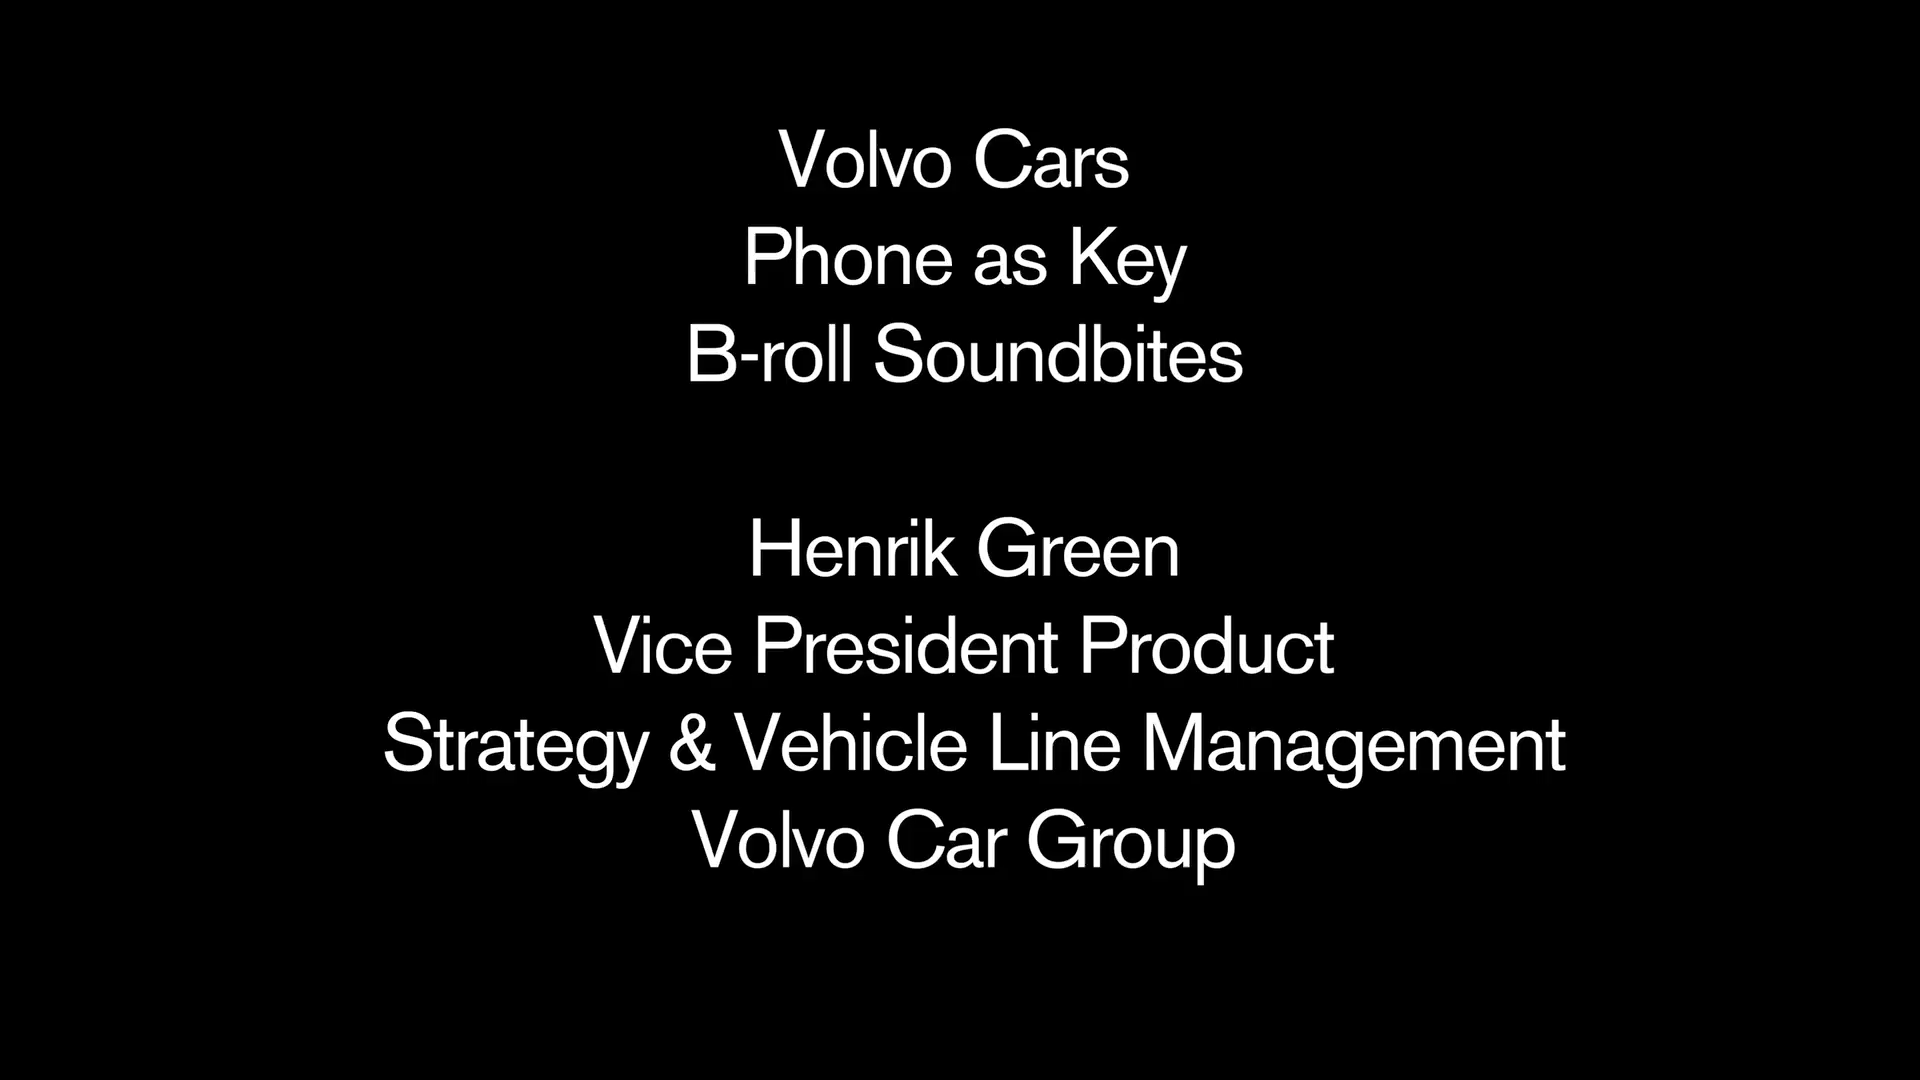 Volvo Cars
Phone as Key
B-roll Soundbites
Henrik Green
Vice President Product
Strategy & Vehicle Line Management
Volvo Car Group